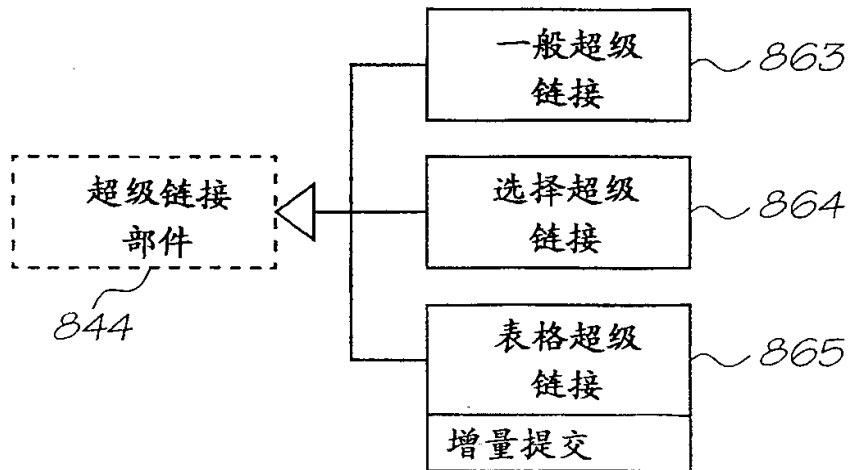 一般超级
链接
863
超级链接
部件
844
选择超级
链接
864
表格超级
链接
865
增量提交